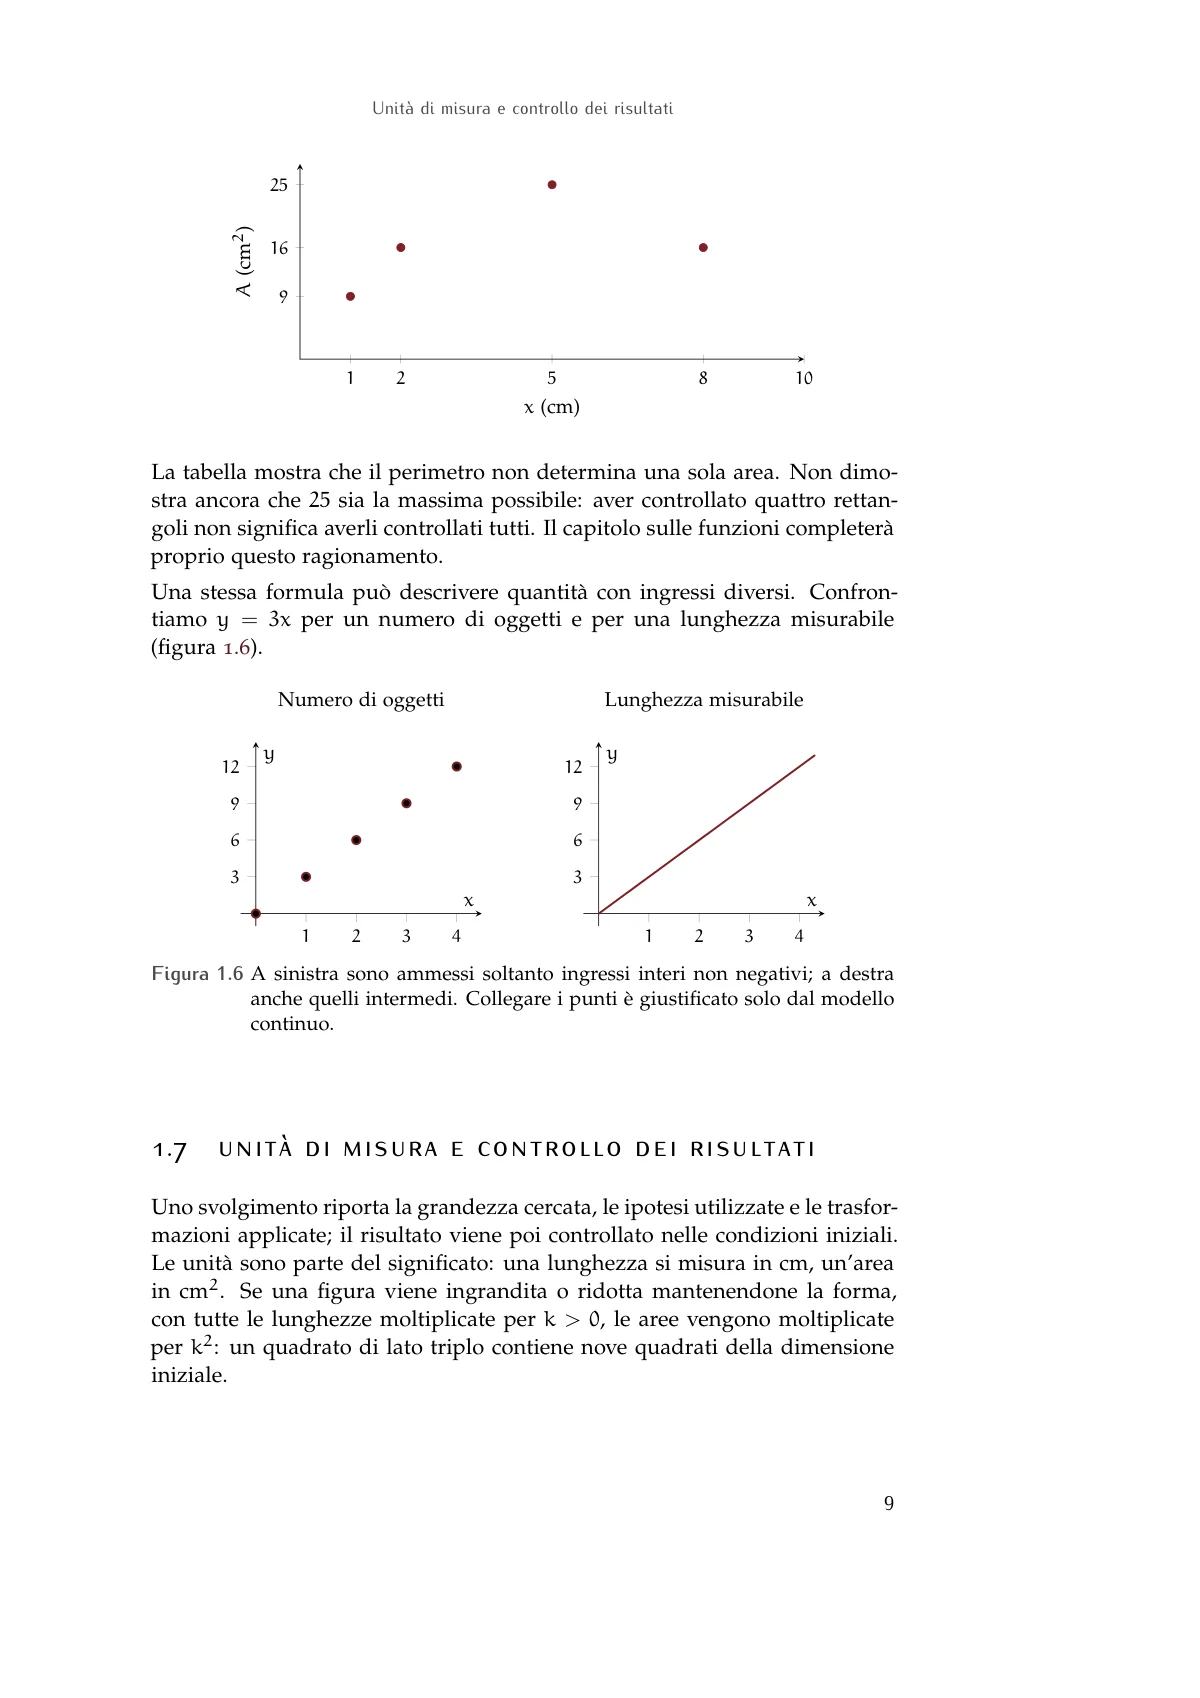 Unità di misura e controllo dei risultati
25
16
9
A (cm²)
1 2 5 8 10
x (cm)
La tabella mostra che il perimetro non determina una sola area. Non dimo-
stra ancora che 25 sia la massima possibile: aver controllato quattro rettan-
goli non significa averli controllati tutti. Il capitolo sulle funzioni completerà
proprio questo ragionamento.
Una stessa formula può descrivere quantità con ingressi diversi. Confron-
tiamo y = 3x per un numero di oggetti e per una lunghezza misurabile
(figura 1.6).
Numero di oggetti
y
12
9
6
3
x
1 2 3 4
Lunghezza misurabile
y
12
9
6
3
x
1 2 3 4
Figura 1.6 A sinistra sono ammessi soltanto ingressi interi non negativi; a destra
anche quelli intermedi. Collegare i punti è giustificato solo dal modello
continuo.
1.7 UNITÀ DI MISURA E CONTROLLO DEI RISULTATI
Uno svolgimento riporta la grandezza cercata, le ipotesi utilizzate e le trasfor-
mazioni applicate; il risultato viene poi controllato nelle condizioni iniziali.
Le unità sono parte del significato: una lunghezza si misura in cm, un'area
in cm². Se una figura viene ingrandita o ridotta mantenendone la forma,
con tutte le lunghezze moltiplicate per k > 0, le aree vengono moltiplicate
per k²: un quadrato di lato triplo contiene nove quadrati della dimensione
iniziale.
9